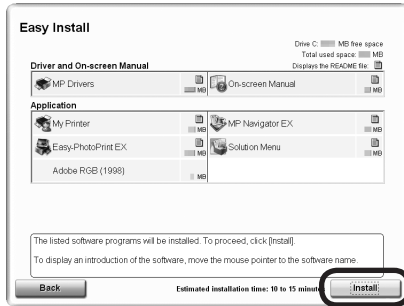 Easy Install
Drive C: MB free space
Total used space: MB
Driver and On-screen Manual Displays the README file:
MP Drivers MB On-screen Manual MB
Application
My Printer MB MP Navigator EX MB
Easy-PhotoPrint EX MB Solution Menu MB
Adobe RGB (1998) MB
The listed software programs will be installed. To proceed, click [Install].
To display an introduction of the software, move the mouse pointer to the software name.
Back Estimated installation time: 10 to 15 minutes Install